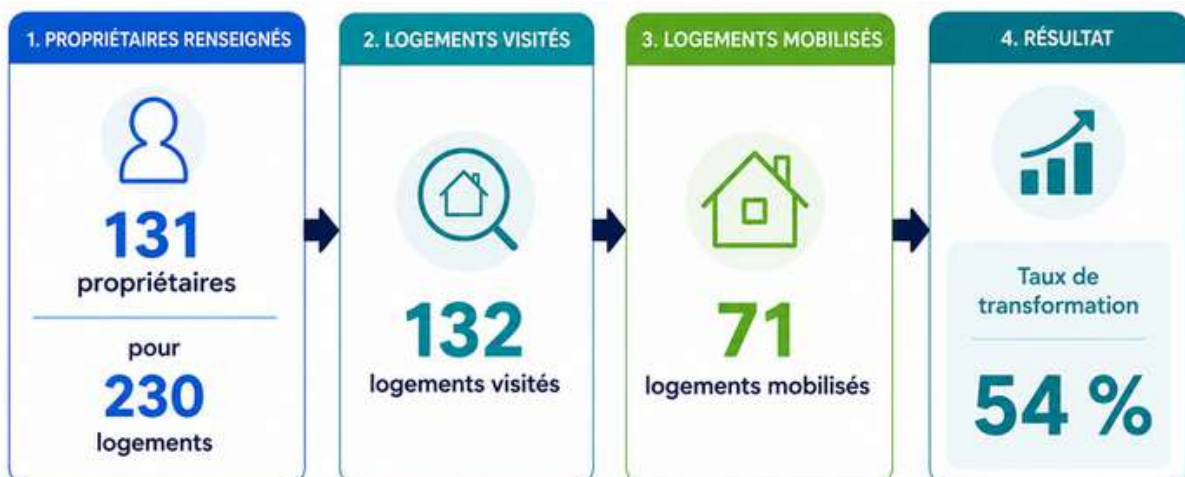 1. PROPRIÉTAIRES RENSEIGNÉS
131
propriétaires
pour
230
logements
2. LOGEMENTS VISITÉS
132
logements visités
3. LOGEMENTS MOBILISÉS
71
logements mobilisés
4. RÉSULTAT
Taux de
transformation
54 %